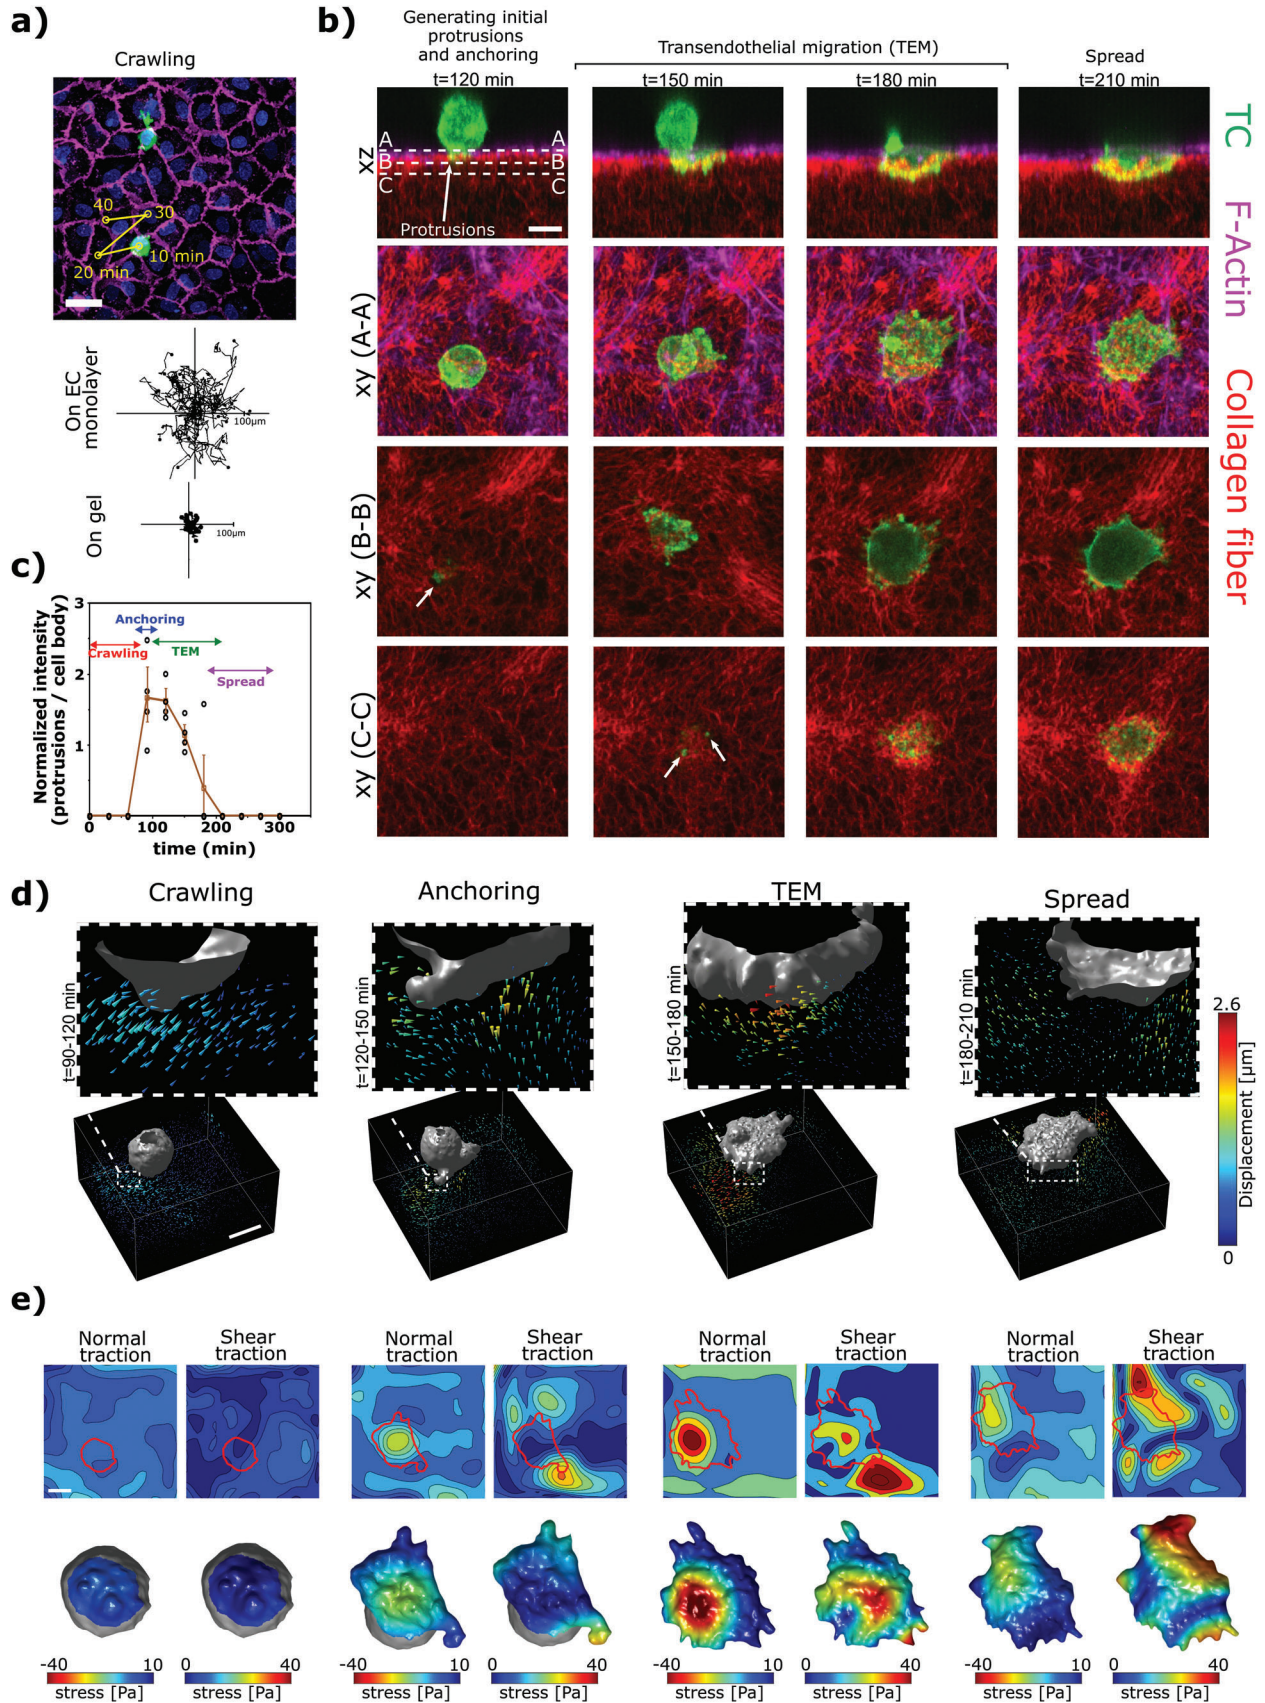 a)
Crawling
40
30
10 min
20 min
On EC
monolayer
100μm
On gel
100μm
b)
Generating initial
protrusions
and anchoring
t=120 min
Transendothelial migration (TEM)
t=150 min
t=180 min
Spread
t=210 min
xz
A
A
B
B
C
C
Protrusions
xy (A-A)
xy (B-B)
xy (C-C)
TC
F-Actin
Collagen fiber
c)
Normalized intensity
(protrusions / cell body)
3
2
1
0
Anchoring
Crawling
TEM
Spread
0
100
200
300
time (min)
d)
Crawling
Anchoring
TEM
Spread
t=90-120 min
t=120-150 min
t=150-180 min
t=180-210 min
2.6
Displacement [μm]
0
e)
Normal
traction
Shear
traction
Normal
traction
Shear
traction
Normal
traction
Shear
traction
Normal
traction
Shear
traction
-40 10
stress [Pa]
0 40
stress [Pa]
-40 10
stress [Pa]
0 40
stress [Pa]
-40 10
stress [Pa]
0 40
stress [Pa]
-40 10
stress [Pa]
0 40
stress [Pa]